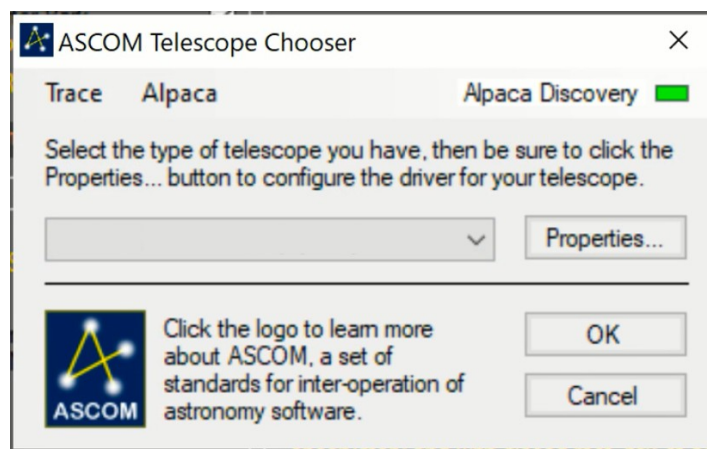 ASCOM Telescope Chooser
Trace Alpaca Alpaca Discovery
Select the type of telescope you have, then be sure to click the
Properties... button to configure the driver for your telescope.
Properties...
Click the logo to learn more
about ASCOM, a set of
standards for inter-operation of
astronomy software.
ASCOM
OK
Cancel